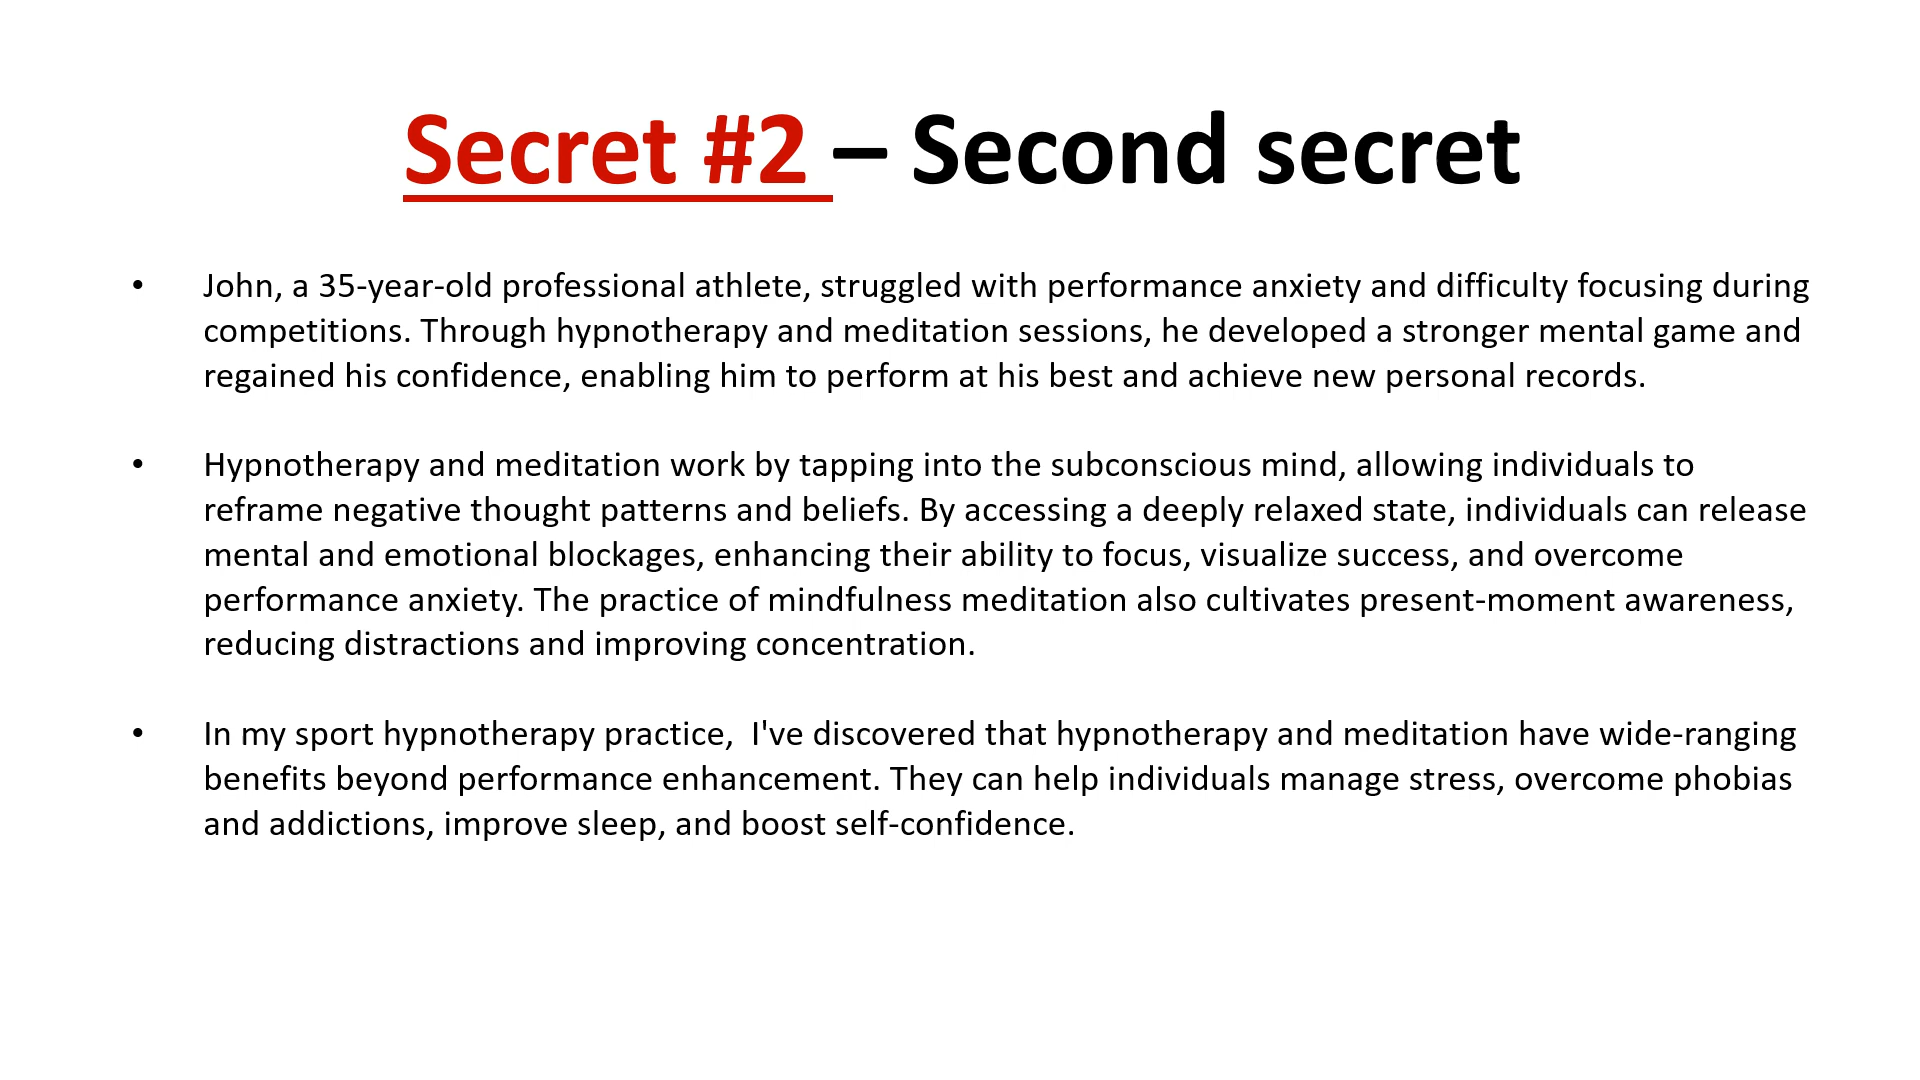 Secret #2 – Second secret
• John, a 35-year-old professional athlete, struggled with performance anxiety and difficulty focusing during
competitions. Through hypnotherapy and meditation sessions, he developed a stronger mental game and
regained his confidence, enabling him to perform at his best and achieve new personal records.
• Hypnotherapy and meditation work by tapping into the subconscious mind, allowing individuals to
reframe negative thought patterns and beliefs. By accessing a deeply relaxed state, individuals can release
mental and emotional blockages, enhancing their ability to focus, visualize success, and overcome
performance anxiety. The practice of mindfulness meditation also cultivates present-moment awareness,
reducing distractions and improving concentration.
• In my sport hypnotherapy practice,  I've discovered that hypnotherapy and meditation have wide-ranging
benefits beyond performance enhancement. They can help individuals manage stress, overcome phobias
and addictions, improve sleep, and boost self-confidence.